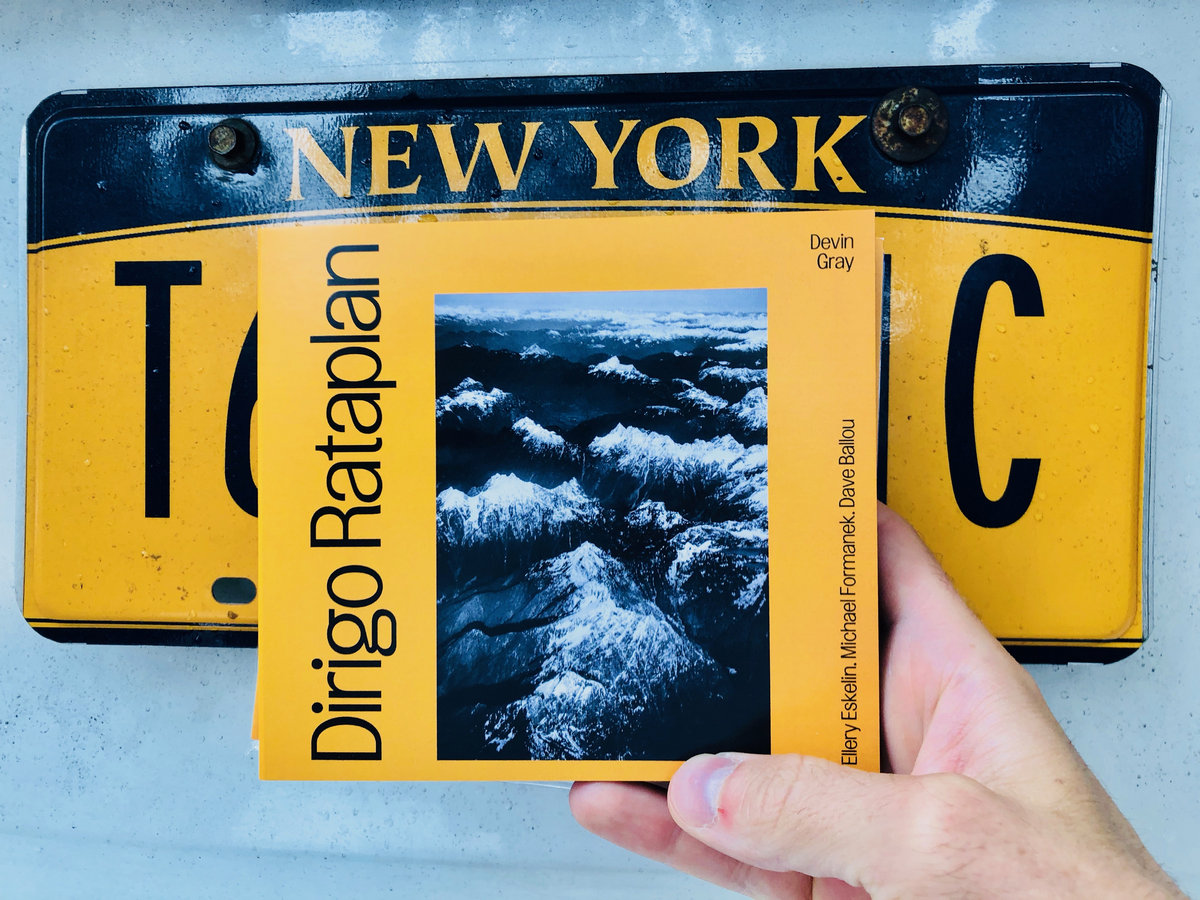 NEW YORK
T
C
Dirigo Rataplan
Devin
Gray
Ellery Eskelin. Michael Formanek. Dave Ballou